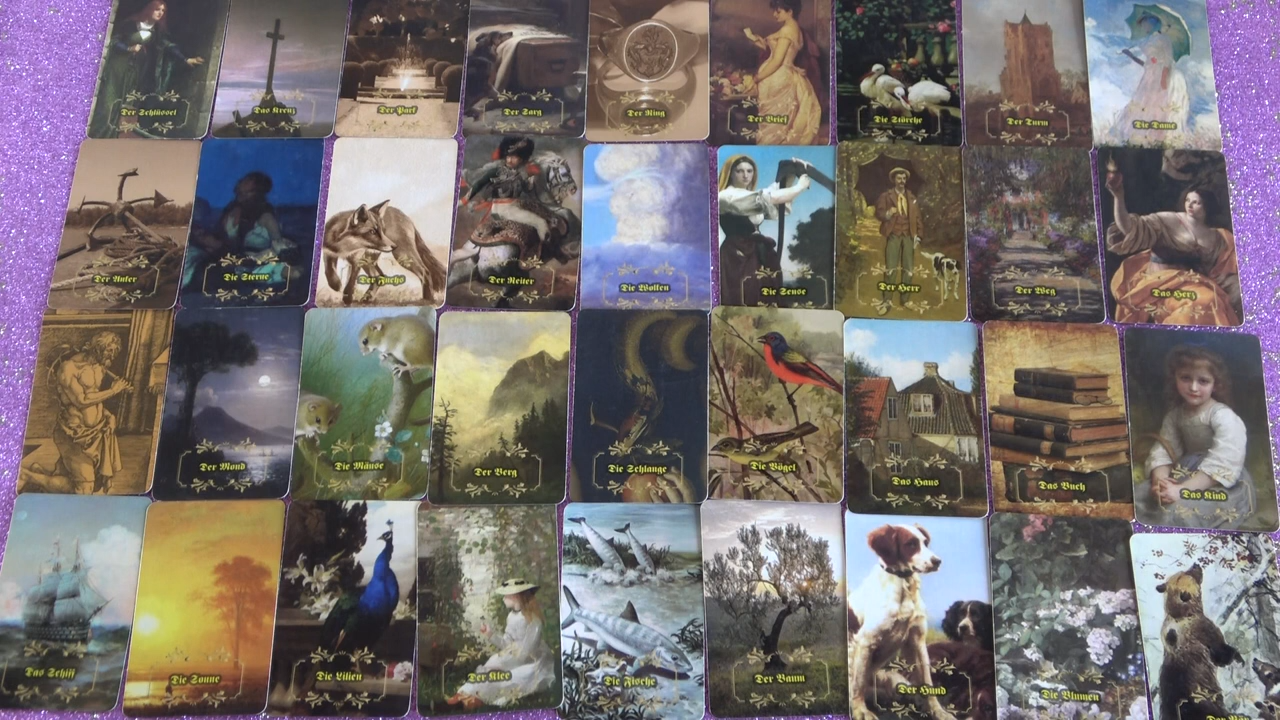 Der Schlüssel
Das Kreuz
Der Park
Der Sarg
Der Ring
Der Brief
Die Störche
Der Turm
Die Dame
Der Anker
Die Sterne
Der Fuchs
Der Reiter
Die Wolken
Die Sense
Der Herr
Der Weg
Das Herz
Der Mond
Die Mäuse
Der Berg
Die Schlange
Die Vögel
Das Haus
Das Buch
Das Kind
Das Schiff
Die Sonne
Die Lilien
Der Klee
Die Fische
Der Baum
Der Hund
Die Blumen